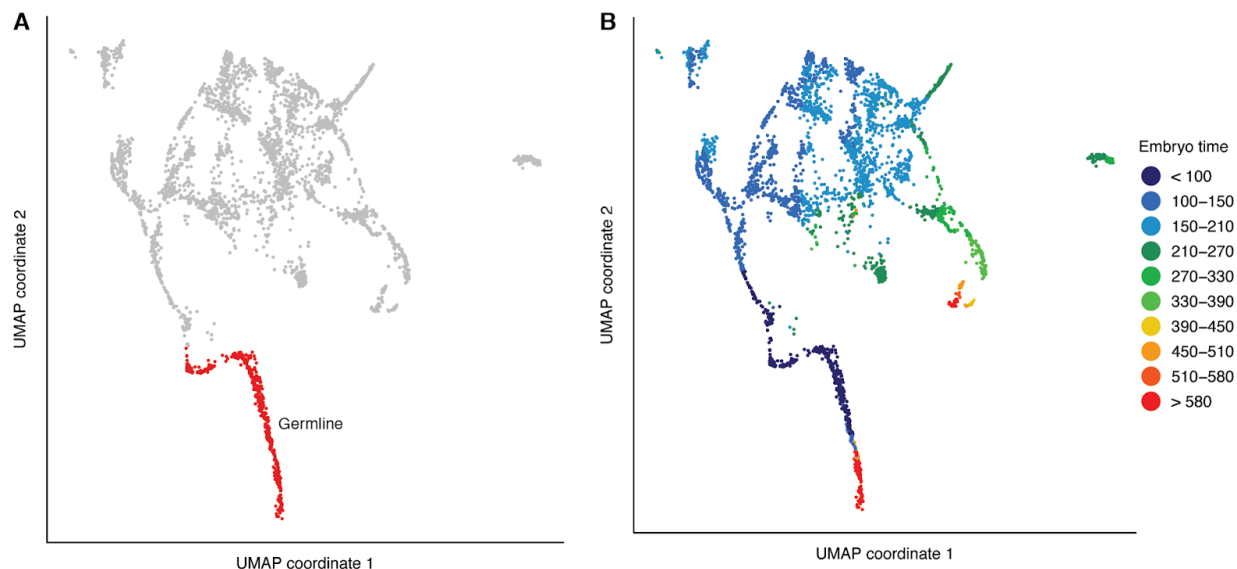 A
B
UMAP coordinate 2
Germline
UMAP coordinate 1
UMAP coordinate 2
UMAP coordinate 1
Embryo time
< 100
100–150
150–210
210–270
270–330
330–390
390–450
450–510
510–580
> 580